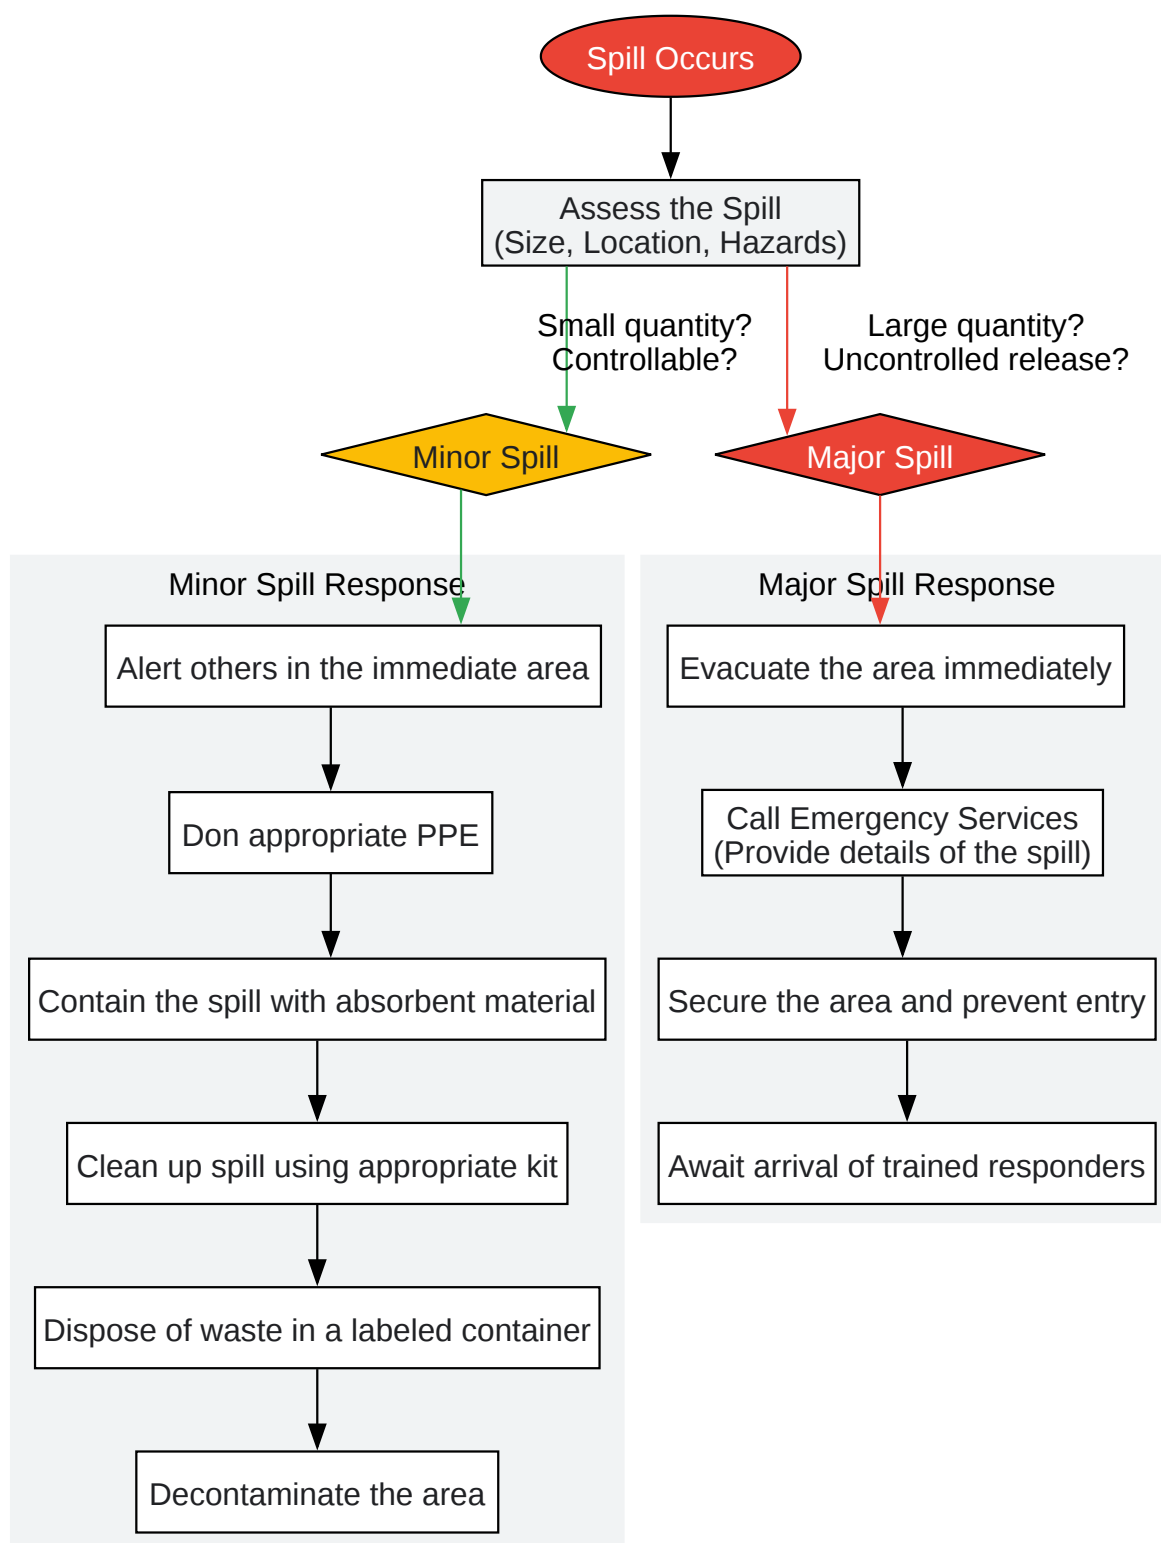 Spill Occurs
Assess the Spill
(Size, Location, Hazards)
Small quantity?
Controllable?
Large quantity?
Uncontrolled release?
Minor Spill
Major Spill
Minor Spill Response
Alert others in the immediate area
Don appropriate PPE
Contain the spill with absorbent material
Clean up spill using appropriate kit
Dispose of waste in a labeled container
Decontaminate the area
Major Spill Response
Evacuate the area immediately
Call Emergency Services
(Provide details of the spill)
Secure the area and prevent entry
Await arrival of trained responders